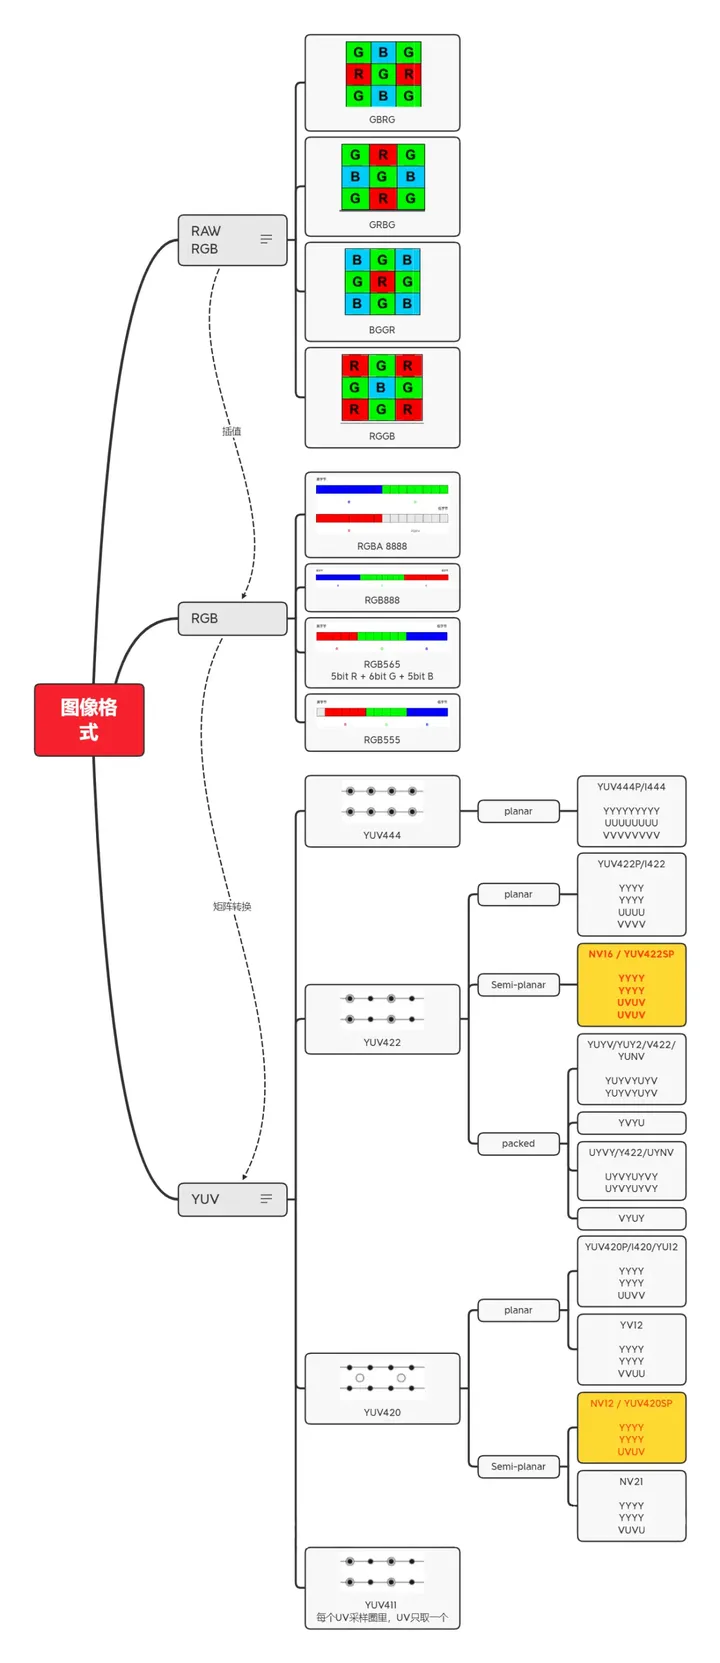 图像格
式
RAW
RGB
G B G
R G R
G B G
GBRG
G R G
B G B
G R G
GRBG
B G B
G R G
B G B
BGGR
R G R
G B G
R G R
RGGB
插值
RGB
RGBA 8888
RGB888
RGB565
5bit R + 6bit G + 5bit B
RGB555
矩阵转换
YUV
YUV444
planar
YUV444P/I444
YYYYYYYYY
UUUUUUUU
VVVVVVVV
YUV422
planar
YUV422P/I422
YYYY
YYYY
UUUU
VVVV
Semi-planar
NV16 / YUV422SP
YYYY
YYYY
UVUV
UVUV
packed
YUYV/YUY2/V422/
YUNV
YUYVYUYV
YUYVYUYV
YVYU
UYVY/Y422/UYNV
UYVYUYVY
UYVYUYVY
VYUY
YUV420
planar
YUV420P/I420/YU12
YYYY
YYYY
UUVV
YV12
YYYY
YYYY
VVUU
Semi-planar
NV12 / YUV420SP
YYYY
YYYY
UVUV
NV21
YYYY
YYYY
VUVU
YUV411
每个UV采样圈里，UV只取一个